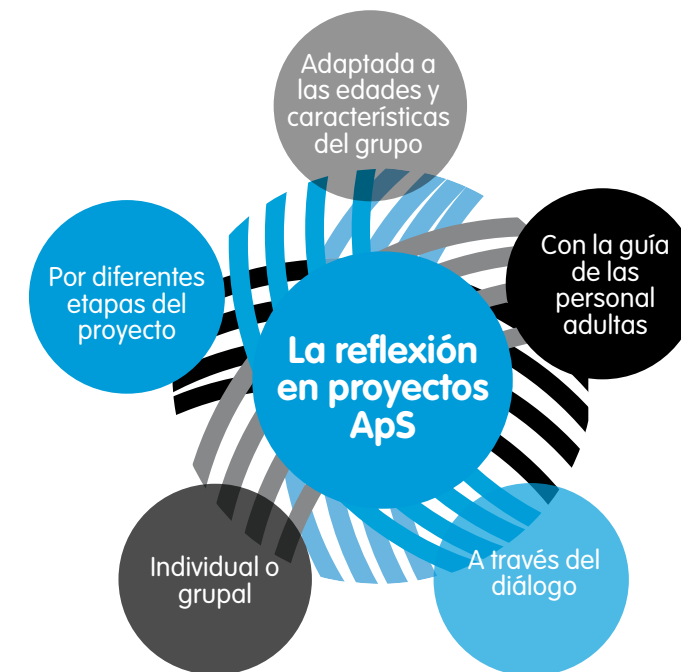 Adaptada a
las edades y
características
del grupo
Con la guía
de las
personal
adultas
Por diferentes
etapas del
proyecto
La reflexión
en proyectos
ApS
Individual o
grupal
A través del
diálogo